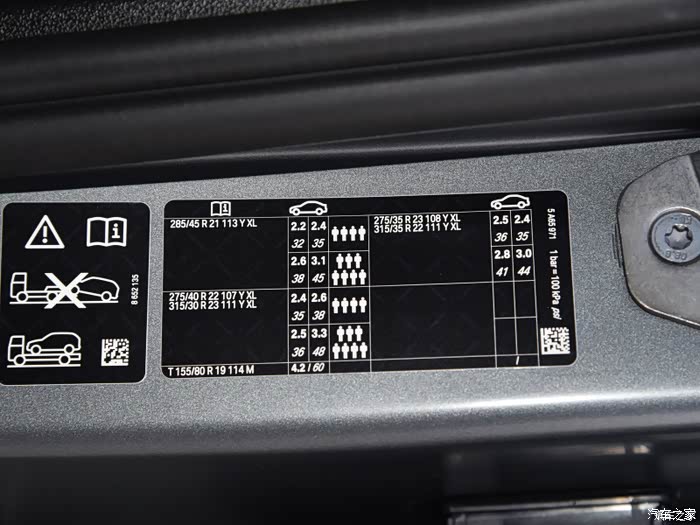 8 652 135
285/45 R 21 113 Y XL
2.2 2.4
32 35
2.6 3.1
38 45
275/40 R 22 107 Y XL
315/30 R 23 111 Y XL
2.4 2.6
35 38
2.5 3.3
36 48
T 155/80 R 19 114 M
4.2 / 60
275/35 R 23 108 Y XL
315/35 R 22 111 Y XL
2.5 2.4
36 35
2.8 3.0
41 44
/
5 A65 971
1 bar = 100 kPa psi
汽车之家